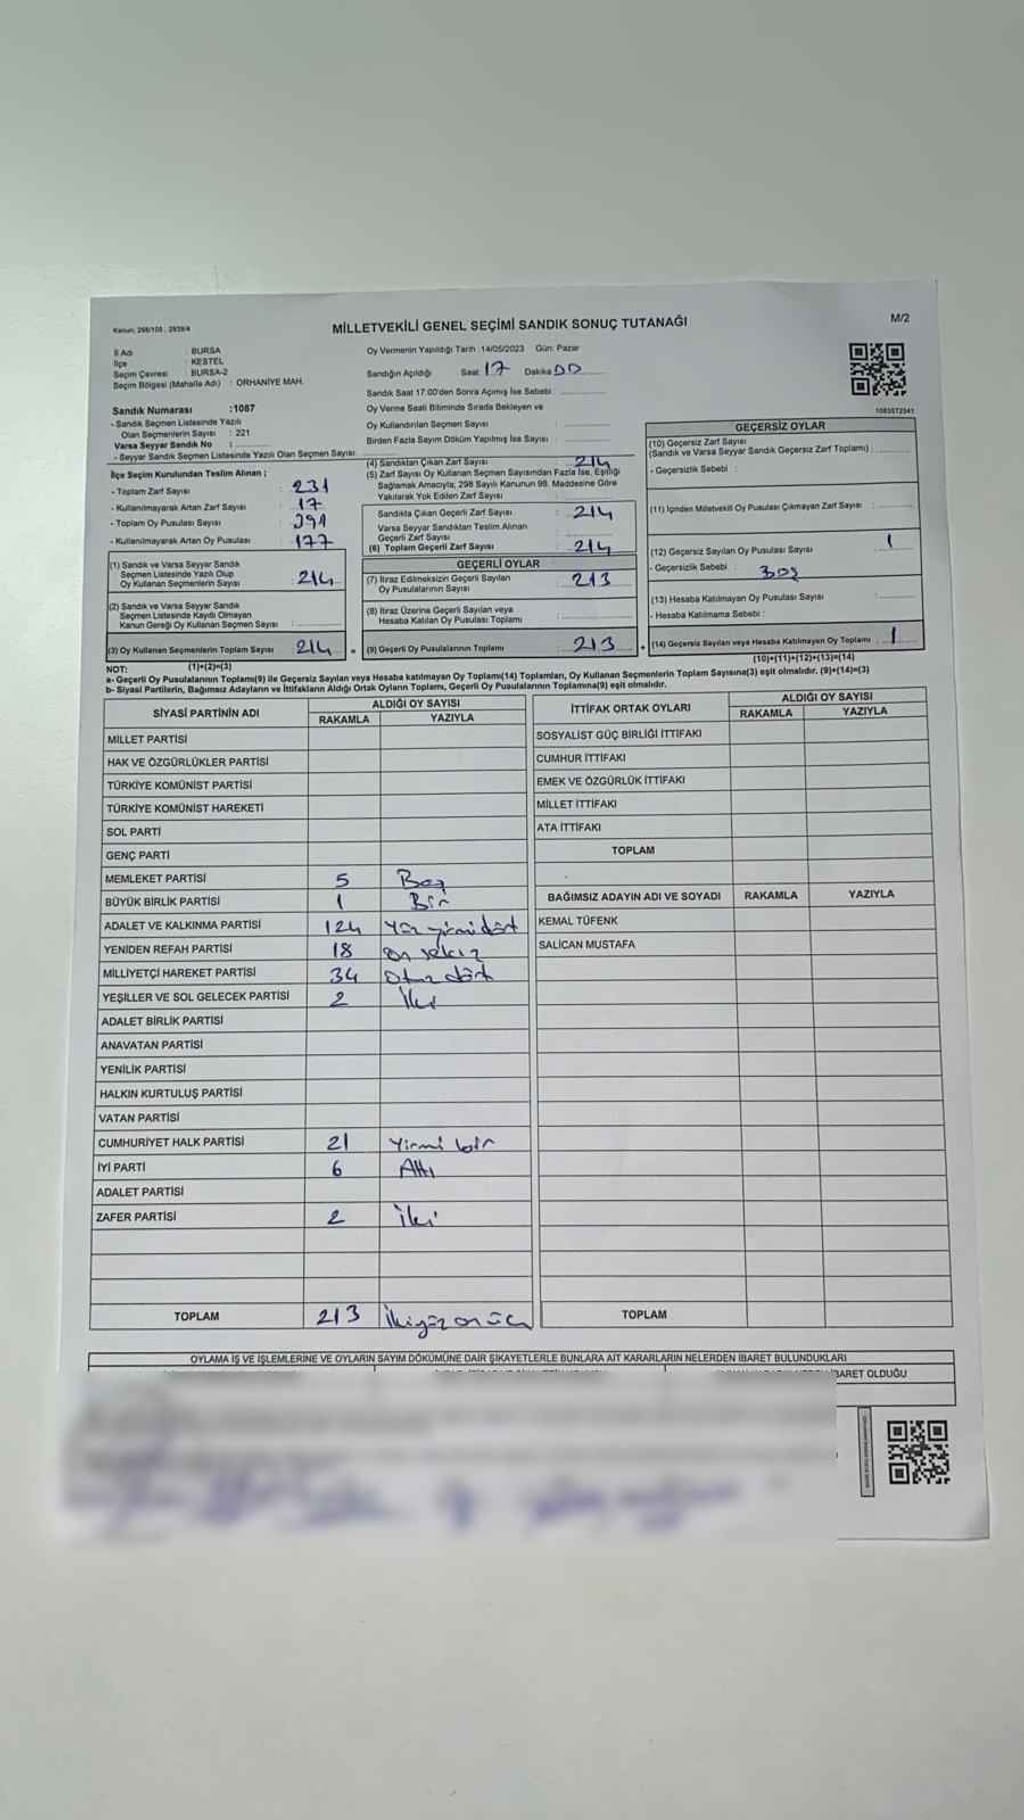 Kanun: 298/105 , 2839/4
MİLLETVEKİLİ GENEL SEÇİMİ SANDIK SONUÇ TUTANAĞI
M/2
İl Adı : BURSA
İlçe : KESTEL
Seçim Çevresi : BURSA-2
Seçim Bölgesi (Mahalle Adı) : ORHANİYE MAH.
Sandık Numarası :1087
- Sandık Seçmen Listesinde Yazılı
Olan Seçmenlerin Sayısı : 221
Varsa Seyyar Sandık No :
- Seyyar Sandık Listesinde Yazılı Olan Seçmen Sayısı
Oy Vermenin Yapıldığı Tarih :14/05/2023 Gün: Pazar
Sandığın Açıldığı Saat 17 Dakika 00
Sandık Saat 17.00'den Sonra Açılmış İse Sebebi :
Oy Verme Saati Bitiminde Sırada Bekleyen ve
Oy Kullandırılan Seçmen Sayısı
Birden Fazla Sayım Döküm Yapılmış İse Sayısı
İlçe Seçim Kurulundan Teslim Alınan ;
- Toplam Zarf Sayısı : 231
- Kullanılmayarak Artan Zarf Sayısı : 17
- Toplam Oy Pusulası Sayısı : 391
- Kullanılmayarak Artan Oy Pusulası : 177
(1) Sandık ve Varsa Seyyar Sandık
Seçmen Listesinde Yazılı Olup
Oy Kullanan Seçmenlerin Sayısı : 214
(2) Sandık ve Varsa Seyyar Sandık
Seçmen Listesinde Kaydı Olmayan
Kanun Gereği Oy Kullanan Seçmen Sayısı :
(3) Oy Kullanan Seçmenlerin Toplam Sayısı 214 =
(1)+(2)=(3)
(4) Sandıktan Çıkan Zarf Sayısı : 214
(5) Zarf Sayısı Oy Kullanan Seçmen Sayısından Fazla İse, Eşitliği
Sağlamak Amacıyla, 298 Sayılı Kanunun 98. Maddesine Göre
Yakılarak Yok Edilen Zarf Sayısı
Sandıkta Çıkan Geçerli Zarf Sayısı : 214
Varsa Seyyar Sandıktan Teslim Alınan
Geçerli Zarf Sayısı
(6) Toplam Geçerli Zarf Sayısı : 214
GEÇERLİ OYLAR
(7) İtiraz Edilmeksizin Geçerli Sayılan
Oy Pusulalarının Sayısı : 213
(8) İtiraz Üzerine Geçerli Sayılan veya
Hesaba Katılan Oy Pusulası Toplamı
(9) Geçerli Oy Pusulalarının Toplamı : 213 +
1083572541
GEÇERSİZ OYLAR
(10) Geçersiz Zarf Sayısı
(Sandık ve Varsa Seyyar Sandık Geçersiz Zarf Toplamı) :
- Geçersizlik Sebebi :
(11) İçinden Milletvekili Oy Pusulası Çıkmayan Zarf Sayısı :
(12) Geçersiz Sayılan Oy Pusulası Sayısı : 1
- Geçersizlik Sebebi : Boş
(13) Hesaba Katılmayan Oy Pusulası Sayısı :
- Hesaba Katılmama Sebebi :
(14) Geçersiz Sayılan veya Hesaba Katılmayan Oy Toplamı : 1
(10)+(11)+(12)+(13)=(14)
NOT:
a- Geçerli Oy Pusulalarının Toplamı(9) ile Geçersiz Sayılan veya Hesaba katılmayan Oy Toplamı(14) Toplamları, Oy Kullanan Seçmenlerin Toplam Sayısına(3) eşit olmalıdır. (9)+(14)=(3)
b- Siyasi Partilerin, Bağımsız Adayların ve İttifakların Aldığı Ortak Oyların Toplamı, Geçerli Oy Pusulalarının Toplamına(9) eşit olmalıdır.
SİYASİ PARTİNİN ADI ALDIĞI OY SAYISI
RAKAMLA YAZIYLA
MİLLET PARTİSİ
HAK VE ÖZGÜRLÜKLER PARTİSİ
TÜRKİYE KOMÜNİST PARTİSİ
TÜRKİYE KOMÜNİST HAREKETİ
SOL PARTİ
GENÇ PARTİ
MEMLEKET PARTİSİ 5 Beş
BÜYÜK BİRLİK PARTİSİ 1 Bir
ADALET VE KALKINMA PARTİSİ 124 Yüz yirmi dört
YENİDEN REFAH PARTİSİ 18 On sekiz
MİLLİYETÇİ HAREKET PARTİSİ 34 Otuz dört
YEŞİLLER VE SOL GELECEK PARTİSİ 2 İki
ADALET BİRLİK PARTİSİ
ANAVATAN PARTİSİ
YENİLİK PARTİSİ
HALKIN KURTULUŞ PARTİSİ
VATAN PARTİSİ
CUMHURİYET HALK PARTİSİ 21 Yirmi bir
İYİ PARTİ 6 Altı
ADALET PARTİSİ
ZAFER PARTİSİ 2 İki
TOPLAM 213 İkiyüz on üç
İTTİFAK ORTAK OYLARI ALDIĞI OY SAYISI
RAKAMLA YAZIYLA
SOSYALİST GÜÇ BİRLİĞİ İTTİFAKI
CUMHUR İTTİFAKI
EMEK VE ÖZGÜRLÜK İTTİFAKI
MİLLET İTTİFAKI
ATA İTTİFAKI
TOPLAM
BAĞIMSIZ ADAYIN ADI VE SOYADI RAKAMLA YAZIYLA
KEMAL TÜFENK
SALİCAN MUSTAFA
TOPLAM
OYLAMA İŞ VE İŞLEMLERİNE VE OYLARIN SAYIM DÖKÜMÜNE DAİR ŞİKAYETLERLE BUNLARA AİT KARARLARIN NELERDEN İBARET BULUNDUKLARI
BARET OLDUĞU